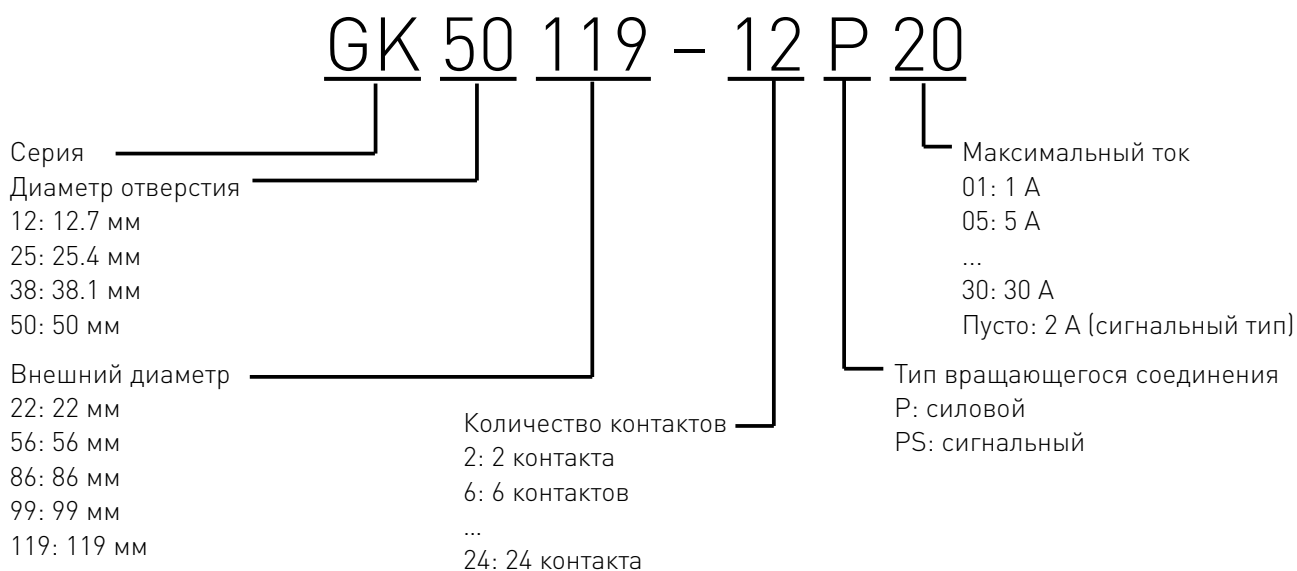 GK 50 119 – 12 P 20
Серия
Диаметр отверстия
12: 12.7 мм
25: 25.4 мм
38: 38.1 мм
50: 50 мм
Внешний диаметр
22: 22 мм
56: 56 мм
86: 86 мм
99: 99 мм
119: 119 мм
Количество контактов
2: 2 контакта
6: 6 контактов
...
24: 24 контакта
Максимальный ток
01: 1 А
05: 5 А
...
30: 30 А
Пусто: 2 А (сигнальный тип)
Тип вращающегося соединения
P: силовой
PS: сигнальный